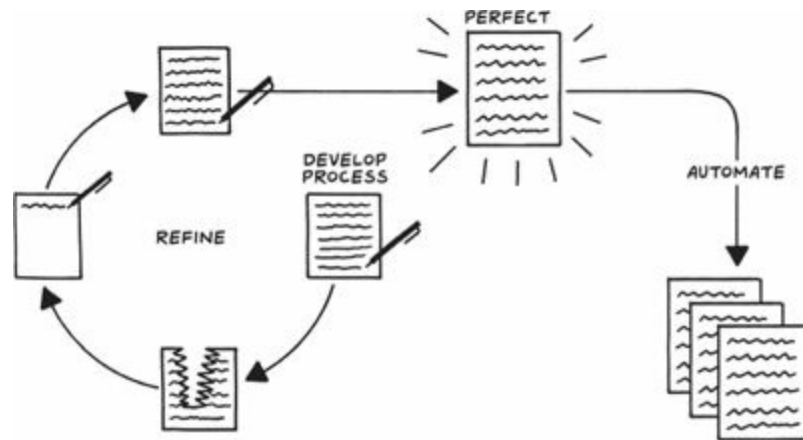 PERFECT
DEVELOP
PROCESS
AUTOMATE
REFINE